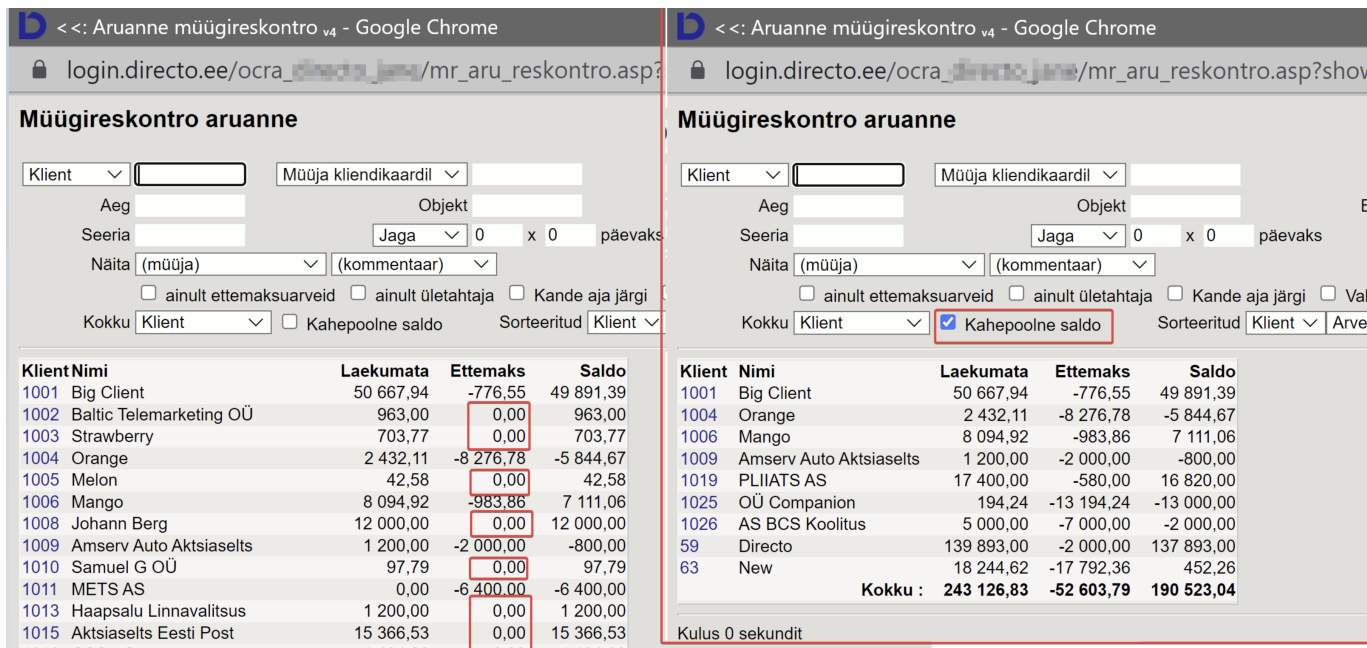 <<: Aruanne müügireskontro v4 - Google Chrome
login.directo.ee/ocra_ /mr_aru_reskontro.asp?
Müügireskontro aruanne
Klient Müüja kliendikaardil
Aeg Objekt
Seeria Jaga 0 x 0 päevaks
Näita (müüja) (kommentaar)
ainult ettemaksuarveid ainult ületahtaja Kande aja järgi
Kokku Klient Kahepoolne saldo Sorteeritud Klient
Klient Nimi Laekumata Ettemaks Saldo
1001 Big Client 50 667,94 -776,55 49 891,39
1002 Baltic Telemarketing OÜ 963,00 0,00 963,00
1003 Strawberry 703,77 0,00 703,77
1004 Orange 2 432,11 -8 276,78 -5 844,67
1005 Melon 42,58 0,00 42,58
1006 Mango 8 094,92 -983,86 7 111,06
1008 Johann Berg 12 000,00 0,00 12 000,00
1009 Amserv Auto Aktsiaselts 1 200,00 -2 000,00 -800,00
1010 Samuel G OÜ 97,79 0,00 97,79
1011 METS AS 0,00 -6 400,00 -6 400,00
1013 Haapsalu Linnavalitsus 1 200,00 0,00 1 200,00
1015 Aktsiaselts Eesti Post 15 366,53 0,00 15 366,53
<<: Aruanne müügireskontro v4 - Google Chrome
login.directo.ee/ocra_ /mr_aru_reskontro.asp?shov
Müügireskontro aruanne
Klient Müüja kliendikaardil
Aeg Objekt
Seeria Jaga 0 x 0 päevaks
Näita (müüja) (kommentaar)
ainult ettemaksuarveid ainult ületahtaja Kande aja järgi Val
Kokku Klient Kahepoolne saldo Sorteeritud Klient Arve
Klient Nimi Laekumata Ettemaks Saldo
1001 Big Client 50 667,94 -776,55 49 891,39
1004 Orange 2 432,11 -8 276,78 -5 844,67
1006 Mango 8 094,92 -983,86 7 111,06
1009 Amserv Auto Aktsiaselts 1 200,00 -2 000,00 -800,00
1019 PLIIATS AS 17 400,00 -580,00 16 820,00
1025 OÜ Companion 194,24 -13 194,24 -13 000,00
1026 AS BCS Koolitus 5 000,00 -7 000,00 -2 000,00
59 Directo 139 893,00 -2 000,00 137 893,00
63 New 18 244,62 -17 792,36 452,26
Kokku : 243 126,83 -52 603,79 190 523,04
Kulus 0 sekundit